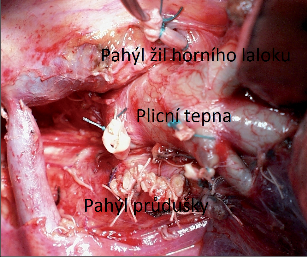 Pahýl žil horního laloku
Plicní tepna
Pahýl průdušky